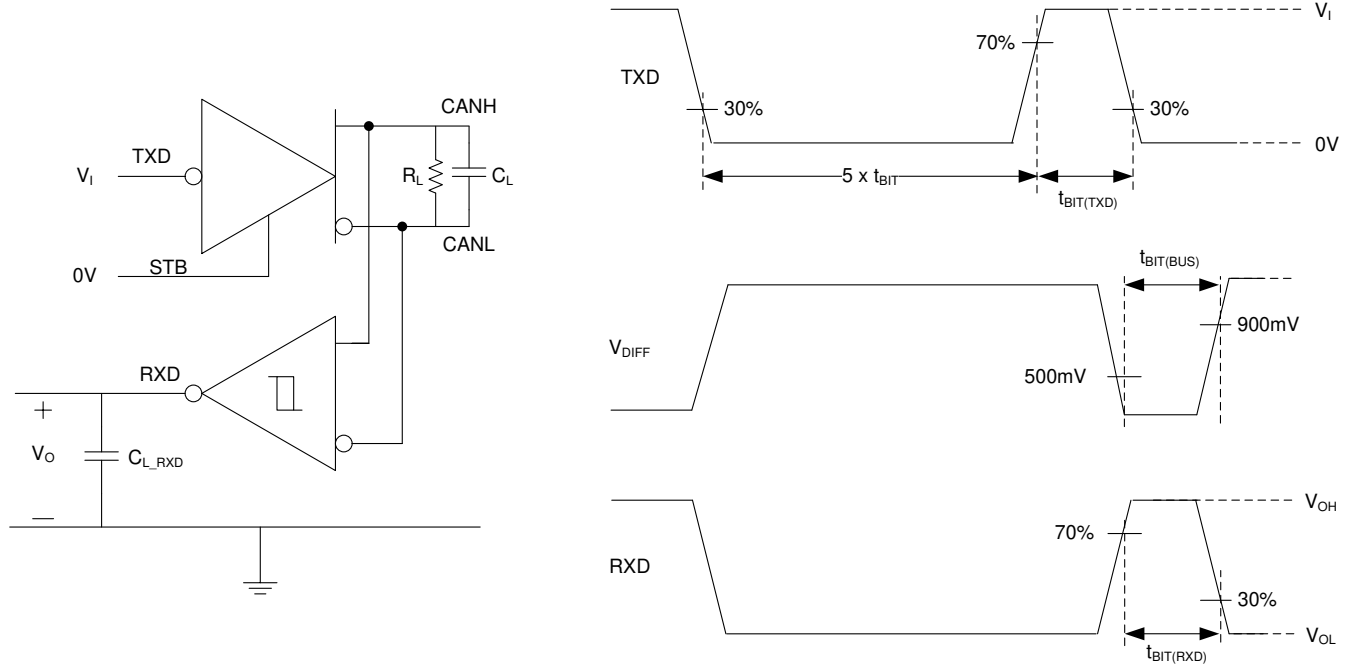 CANH
TXD
V_I
R_L
C_L
CANL
0V
STB
RXD
+
V_O
C_L_RXD
—
V_I
70%
TXD
30%
30%
0V
5 x t_BIT
t_BIT(TXD)
t_BIT(BUS)
900mV
V_DIFF
500mV
V_OH
70%
RXD
30%
V_OL
t_BIT(RXD)